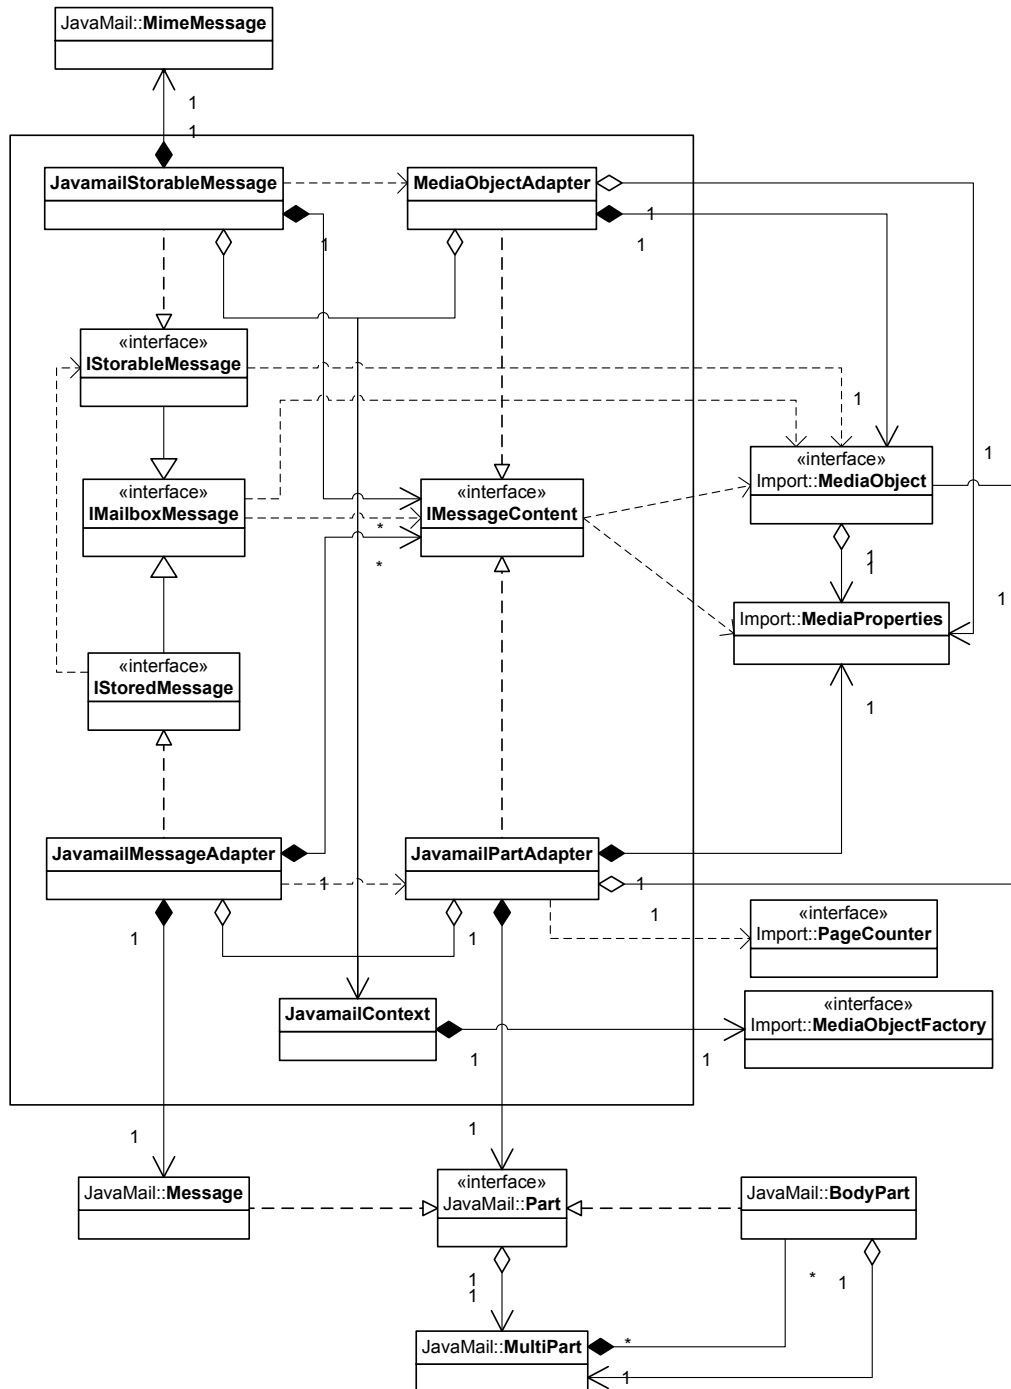 JavaMail::MimeMessage
1
1
JavamailStorableMessage
MediaObjectAdapter
1
1
1
«interface»
IStorableMessage
1
«interface»
Import::MediaObject
1
«interface»
IMailboxMessage
«interface»
IMessageContent
*
*
1
1
1
Import::MediaProperties
«interface»
IStoredMessage
1
JavamailMessageAdapter
JavamailPartAdapter
1
1
1
1
1
«interface»
Import::PageCounter
JavamailContext
«interface»
Import::MediaObjectFactory
1
1
1
1
JavaMail::Message
«interface»
JavaMail::Part
JavaMail::BodyPart
1
1
*
1
JavaMail::MultiPart
*
1